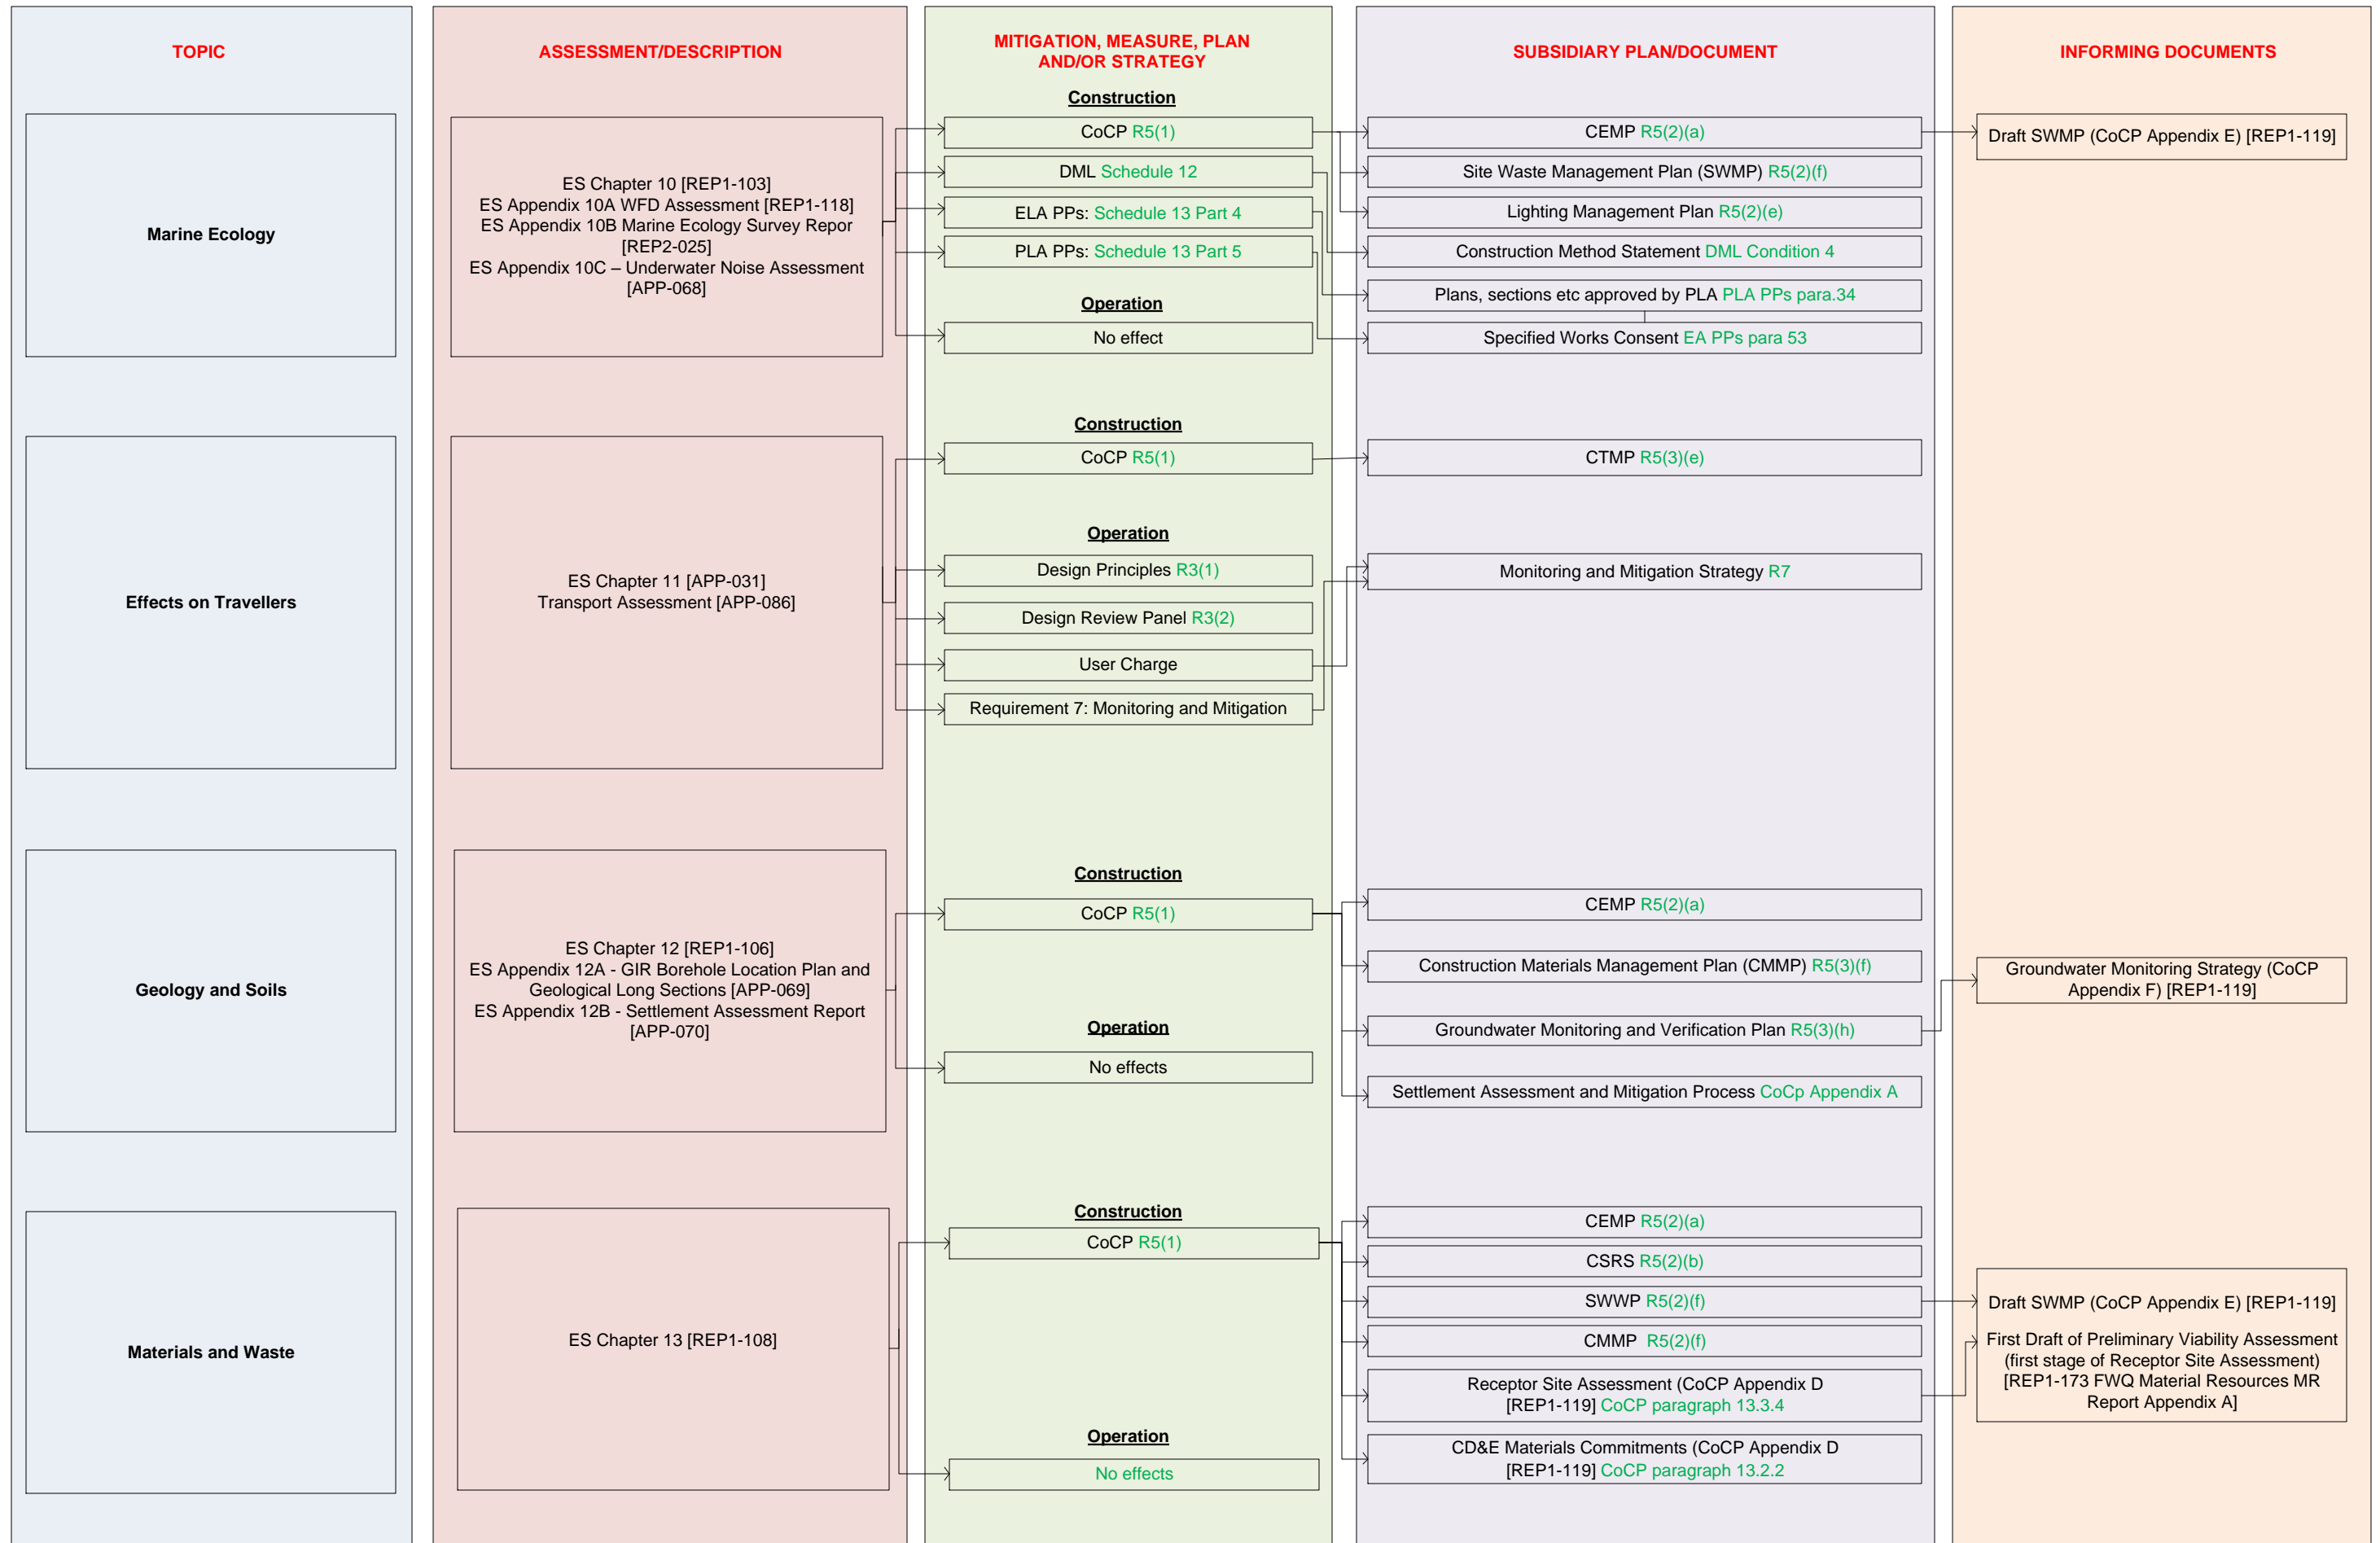 TOPIC
ASSESSMENT/DESCRIPTION
MITIGATION, MEASURE, PLAN
AND/OR STRATEGY
SUBSIDIARY PLAN/DOCUMENT
INFORMING DOCUMENTS
Marine Ecology
ES Chapter 10 [REP1-103]
ES Appendix 10A WFD Assessment [REP1-118]
ES Appendix 10B Marine Ecology Survey Repor
[REP2-025]
ES Appendix 10C – Underwater Noise Assessment
[APP-068]
Construction
CoCP R5(1)
DML Schedule 12
ELA PPs: Schedule 13 Part 4
PLA PPs: Schedule 13 Part 5
Operation
No effect
CEMP R5(2)(a)
Site Waste Management Plan (SWMP) R5(2)(f)
Lighting Management Plan R5(2)(e)
Construction Method Statement DML Condition 4
Plans, sections etc approved by PLA PLA PPs para.34
Specified Works Consent EA PPs para 53
Draft SWMP (CoCP Appendix E) [REP1-119]
Effects on Travellers
ES Chapter 11 [APP-031]
Transport Assessment [APP-086]
Construction
CoCP R5(1)
Operation
Design Principles R3(1)
Design Review Panel R3(2)
User Charge
Requirement 7: Monitoring and Mitigation
CTMP R5(3)(e)
Monitoring and Mitigation Strategy R7
Geology and Soils
ES Chapter 12 [REP1-106]
ES Appendix 12A - GIR Borehole Location Plan and
Geological Long Sections [APP-069]
ES Appendix 12B - Settlement Assessment Report
[APP-070]
Construction
CoCP R5(1)
Operation
No effects
CEMP R5(2)(a)
Construction Materials Management Plan (CMMP) R5(3)(f)
Groundwater Monitoring and Verification Plan R5(3)(h)
Settlement Assessment and Mitigation Process CoCp Appendix A
Groundwater Monitoring Strategy (CoCP
Appendix F) [REP1-119]
Materials and Waste
ES Chapter 13 [REP1-108]
Construction
CoCP R5(1)
Operation
No effects
CEMP R5(2)(a)
CSRS R5(2)(b)
SWWP R5(2)(f)
CMMP R5(2)(f)
Receptor Site Assessment (CoCP Appendix D
[REP1-119] CoCP paragraph 13.3.4
CD&E Materials Commitments (CoCP Appendix D
[REP1-119] CoCP paragraph 13.2.2
Draft SWMP (CoCP Appendix E) [REP1-119]
First Draft of Preliminary Viability Assessment
(first stage of Receptor Site Assessment)
[REP1-173 FWQ Material Resources MR
Report Appendix A]